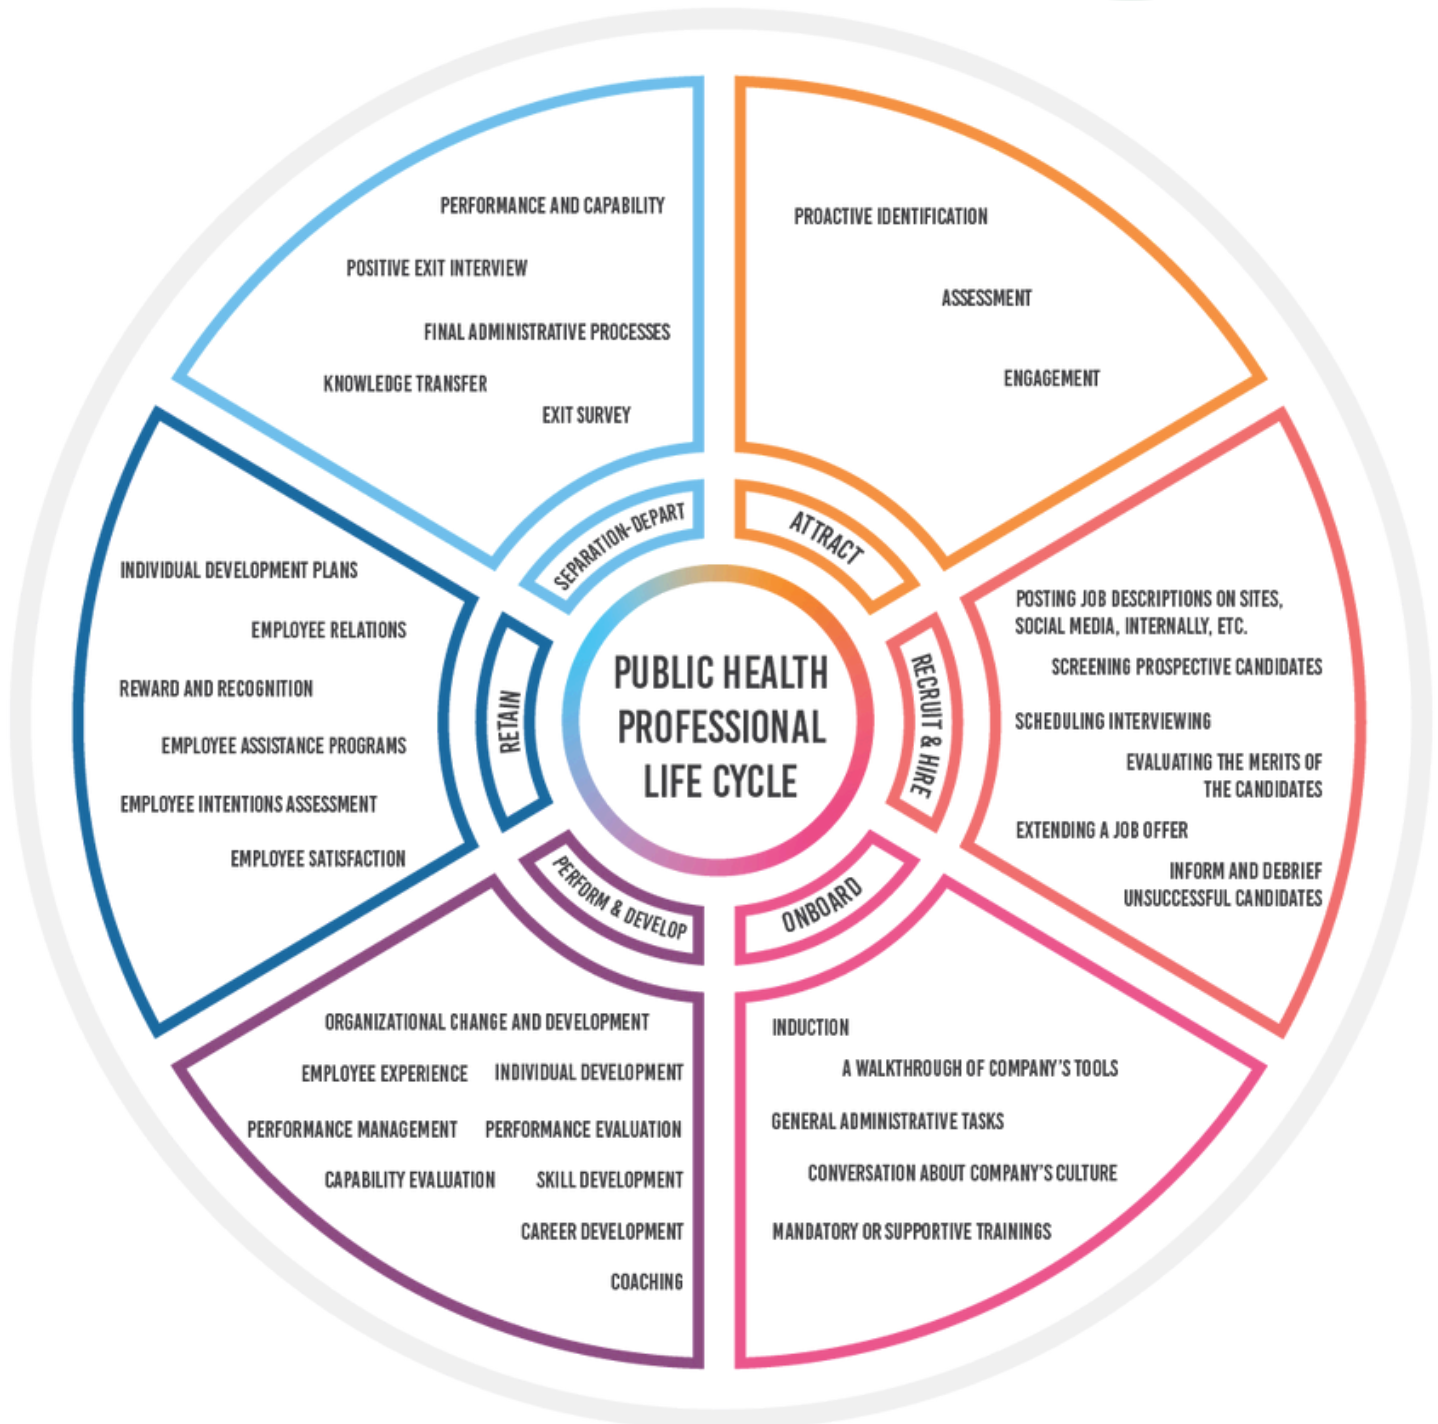 PUBLIC HEALTH
PROFESSIONAL
LIFE CYCLE
ATTRACT
PROACTIVE IDENTIFICATION
ASSESSMENT
ENGAGEMENT
RECRUIT & HIRE
POSTING JOB DESCRIPTIONS ON SITES,
SOCIAL MEDIA, INTERNALLY, ETC.
SCREENING PROSPECTIVE CANDIDATES
SCHEDULING INTERVIEWING
EVALUATING THE MERITS OF
THE CANDIDATES
EXTENDING A JOB OFFER
INFORM AND DEBRIEF
UNSUCCESSFUL CANDIDATES
ONBOARD
INDUCTION
A WALKTHROUGH OF COMPANY'S TOOLS
GENERAL ADMINISTRATIVE TASKS
CONVERSATION ABOUT COMPANY'S CULTURE
MANDATORY OR SUPPORTIVE TRAININGS
PERFORM & DEVELOP
ORGANIZATIONAL CHANGE AND DEVELOPMENT
EMPLOYEE EXPERIENCE
INDIVIDUAL DEVELOPMENT
PERFORMANCE MANAGEMENT
PERFORMANCE EVALUATION
CAPABILITY EVALUATION
SKILL DEVELOPMENT
CAREER DEVELOPMENT
COACHING
RETAIN
INDIVIDUAL DEVELOPMENT PLANS
EMPLOYEE RELATIONS
REWARD AND RECOGNITION
EMPLOYEE ASSISTANCE PROGRAMS
EMPLOYEE INTENTIONS ASSESSMENT
EMPLOYEE SATISFACTION
SEPARATION-DEPART
PERFORMANCE AND CAPABILITY
POSITIVE EXIT INTERVIEW
FINAL ADMINISTRATIVE PROCESSES
KNOWLEDGE TRANSFER
EXIT SURVEY